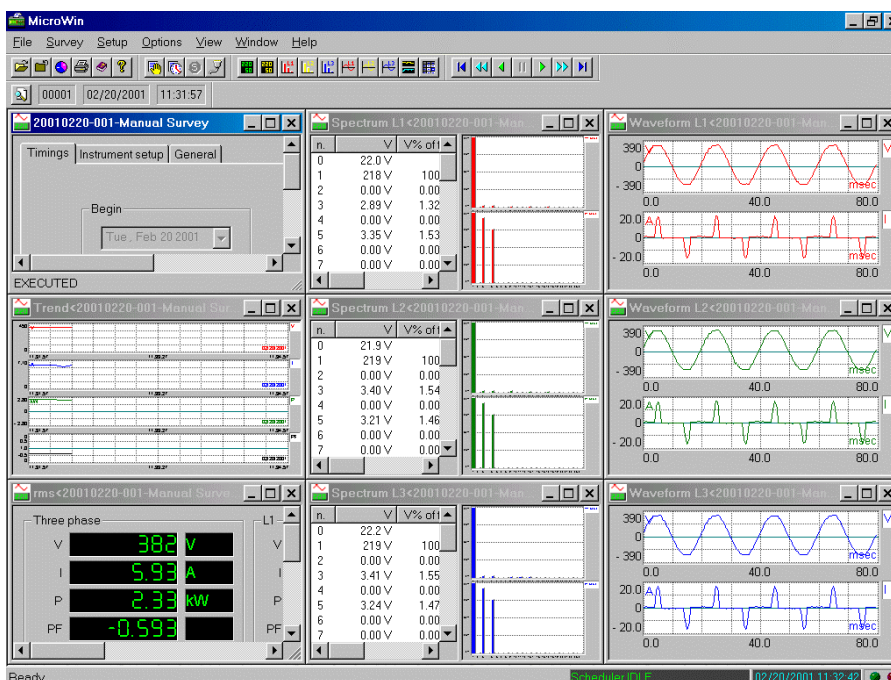 MicroWin
File Survey Setup Options View Window Help
00001 02/20/2001 11:31:57
20010220-001-Manual Survey
Timings Instrument setup General
Begin
Tue , Feb 20 2001
EXECUTED
Spectrum L1<20010220-001-Man
n. V V% of f
0 22.0 V
1 218 V 100
2 0.00 V 0.00
3 2.89 V 1.32
4 0.00 V 0.00
5 3.35 V 1.53
6 0.00 V 0.00
7 0.00 V 0.00
Waveform L1<20010220-001-Man...
390 V
0
- 390 msec
0.0 40.0 80.0
20.0 A I
0
- 20.0 msec
0.0 40.0 80.0
Trend<20010220-001-Manual Sur...
Spectrum L2<20010220-001-Man
n. V V% of f
0 21.9 V
1 219 V 100
2 0.00 V 0.00
3 3.40 V 1.54
4 0.00 V 0.00
5 3.21 V 1.46
6 0.00 V 0.00
7 0.00 V 0.00
Waveform L2<20010220-001-Man...
390 V
0
- 390 msec
0.0 40.0 80.0
20.0 A I
0
- 20.0 msec
0.0 40.0 80.0
rms<20010220-001-Manual Surve
Three phase L1
V 382 V V
I 5.93 A I
P 2.33 kW P
PF -0.593 PF
Spectrum L3<20010220-001-Man
n. V V% of f
0 22.2 V
1 219 V 100
2 0.00 V 0.00
3 3.41 V 1.55
4 0.00 V 0.00
5 3.24 V 1.47
6 0.00 V 0.00
7 0.00 V 0.00
Waveform L3<20010220-001-Man...
390 V
0
- 390 msec
0.0 40.0 80.0
20.0 A I
0
- 20.0 msec
0.0 40.0 80.0
Ready Scheduler IDLE 02/20/2001 11:32:42